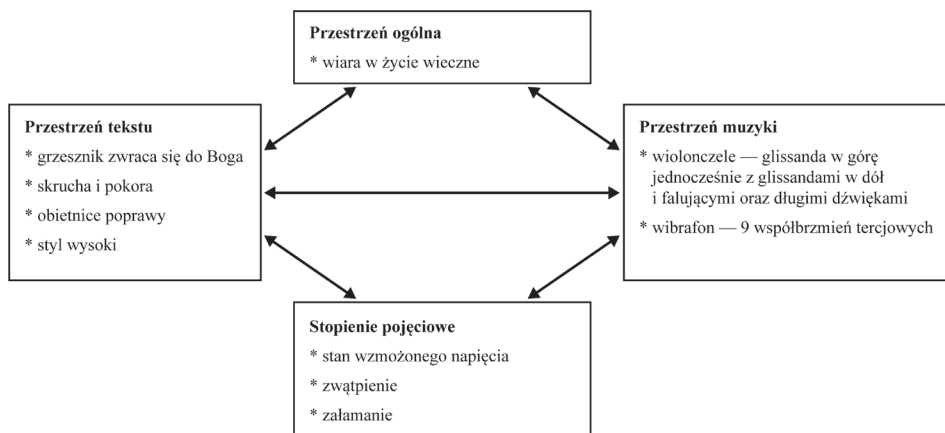 Przestrzeń ogólna
* wiara w życie wieczne
Przestrzeń tekstu
* grzesznik zwraca się do Boga
* skrucha i pokora
* obietnice poprawy
* styl wysoki
Przestrzeń muzyki
* wiolonczele — glissanda w górę
jednocześnie z glissandami w dół
i falującymi oraz długimi dźwiękami
* wibrafon — 9 współbrzmień tercjowych
Stopienie pojęciowe
* stan wzmożonego napięcia
* zwątpienie
* załamanie